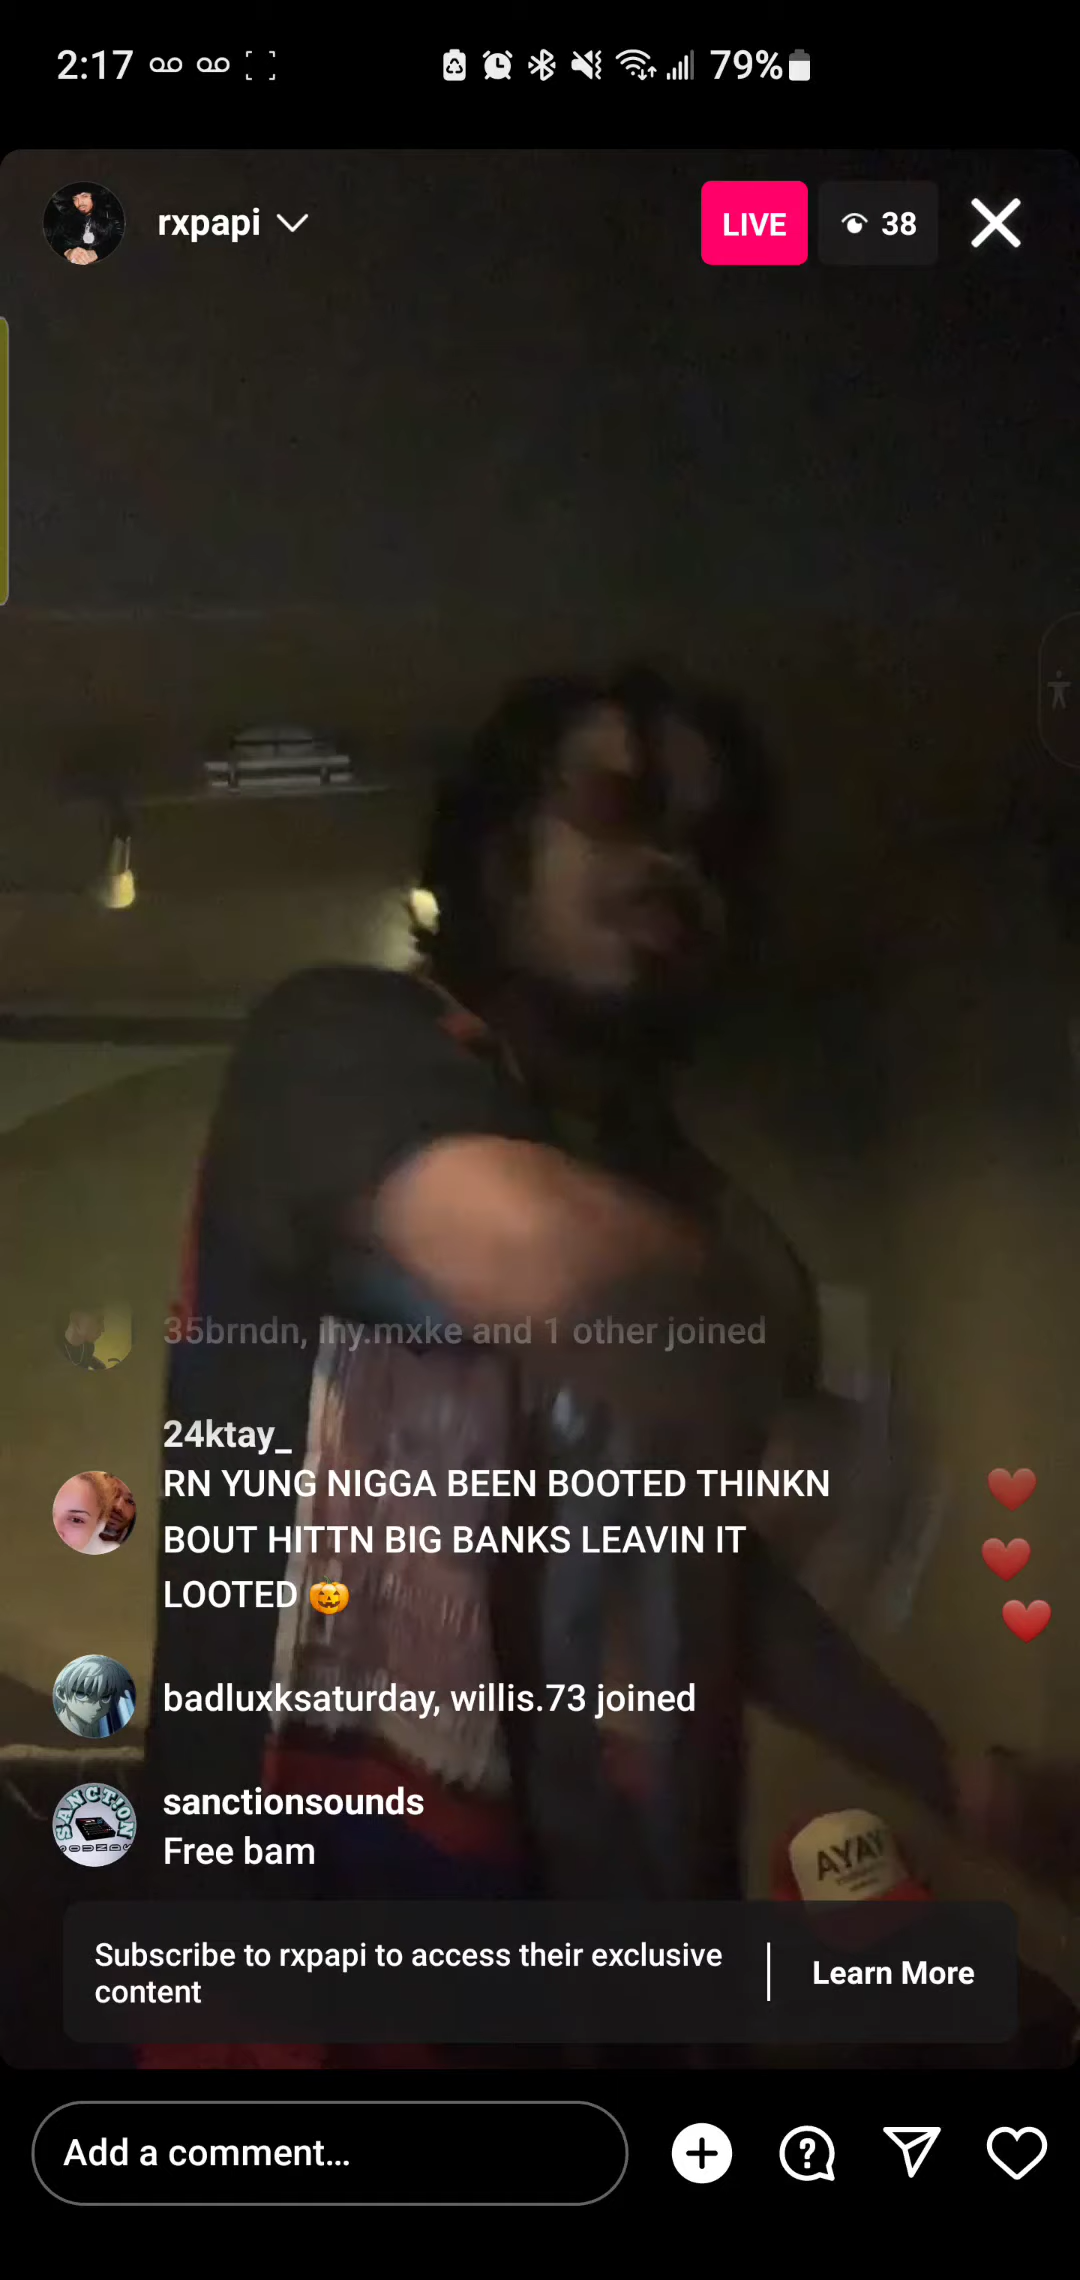 2:17
79%
rxpapi
LIVE
38
35brndn, ihy.mxke and 1 other joined
24ktay_
RN YUNG NIGGA BEEN BOOTED THINKN
BOUT HITTN BIG BANKS LEAVIN IT
LOOTED 🎃
badluxksaturday, willis.73 joined
SANCTION
sanctionsounds
Free bam
AYAY
Subscribe to rxpapi to access their exclusive
content
Learn More
Add a comment...